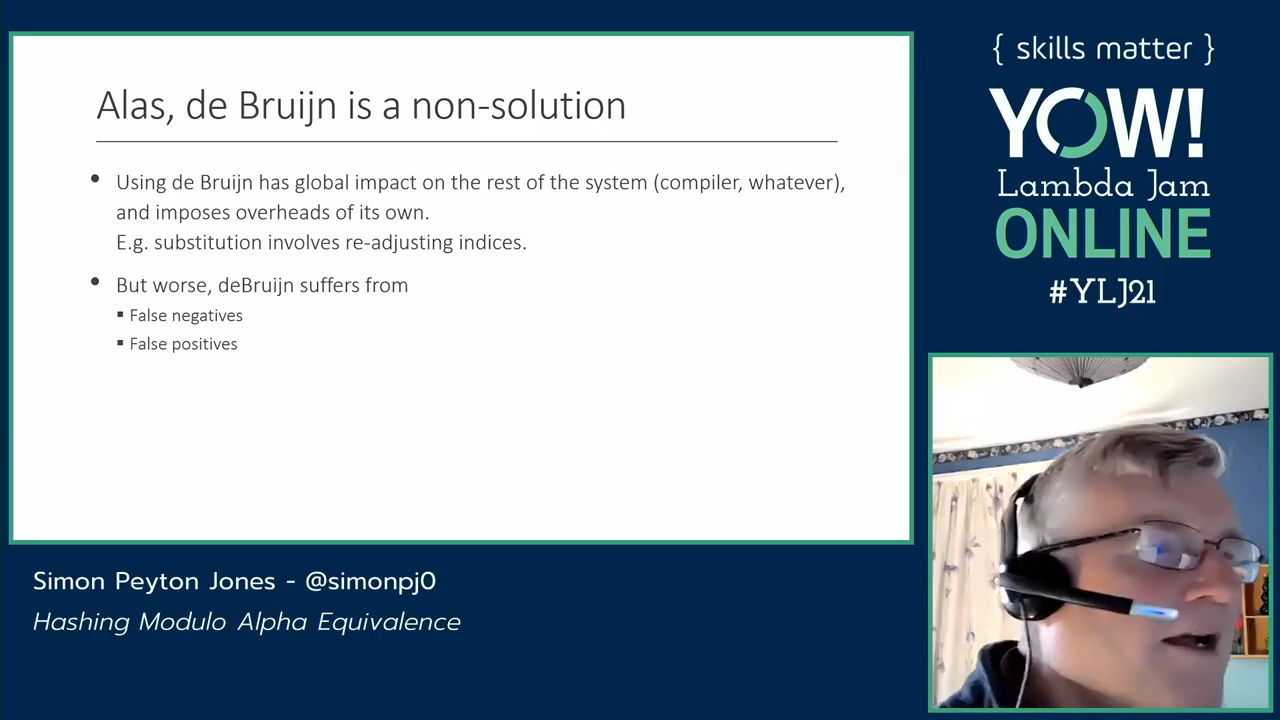 Alas, de Bruijn is a non-solution
• Using de Bruijn has global impact on the rest of the system (compiler, whatever),
and imposes overheads of its own.
E.g. substitution involves re-adjusting indices.
• But worse, deBruijn suffers from
▪ False negatives
▪ False positives
{ skills matter }
YOW!
Lambda Jam
ONLINE
#YLJ21
Simon Peyton Jones - @simonpj0
Hashing Modulo Alpha Equivalence